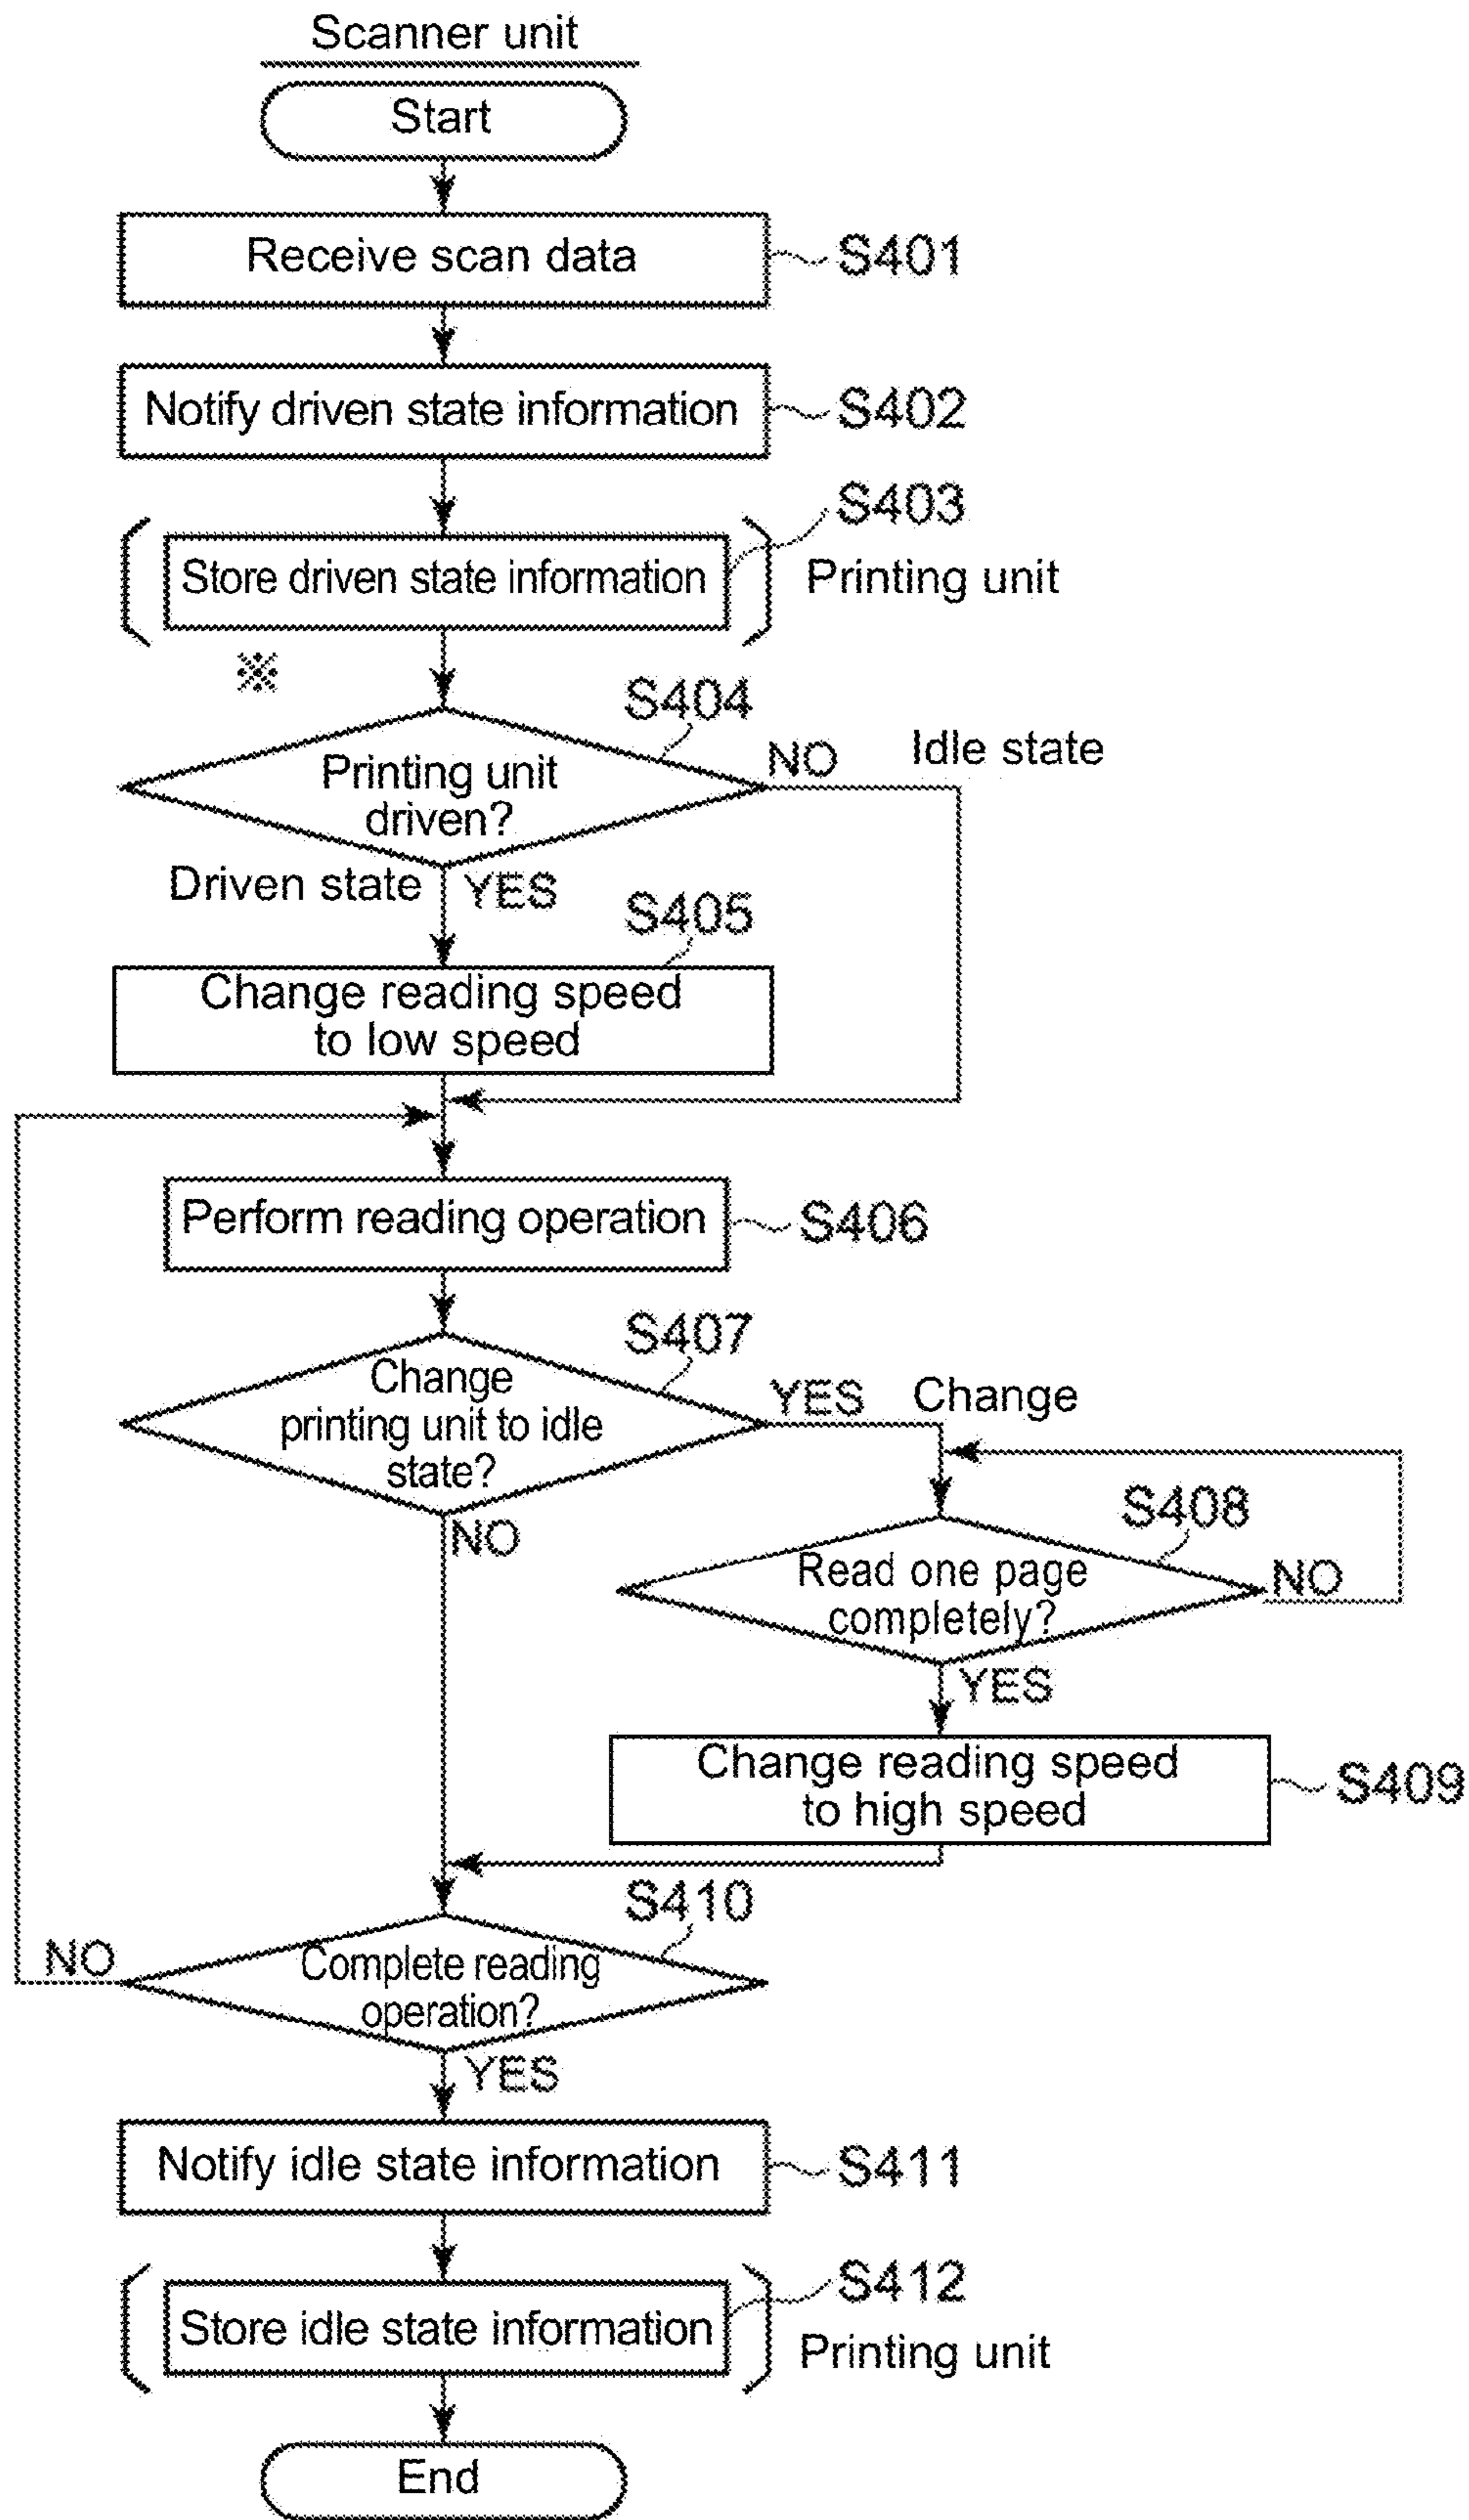 Scanner unit
Start
Receive scan data
S401
Notify driven state information
S402
S403
Store driven state information
Printing unit
※
S404
Printing unit
driven?
NO
Idle state
Driven state
YES
S405
Change reading speed
to low speed
Perform reading operation
S406
S407
Change
printing unit to idle
state?
YES
Change
NO
S408
Read one page
completely?
NO
YES
Change reading speed
to high speed
S409
S410
Complete reading
operation?
NO
YES
Notify idle state information
S411
S412
Store idle state information
Printing unit
End